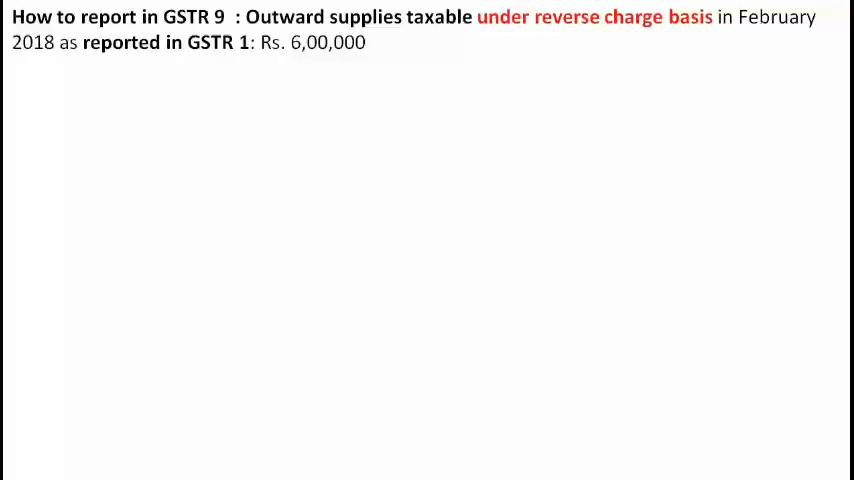 How to report in GSTR 9 : Outward supplies taxable under reverse charge basis in February
2018 as reported in GSTR 1: Rs. 6,00,000